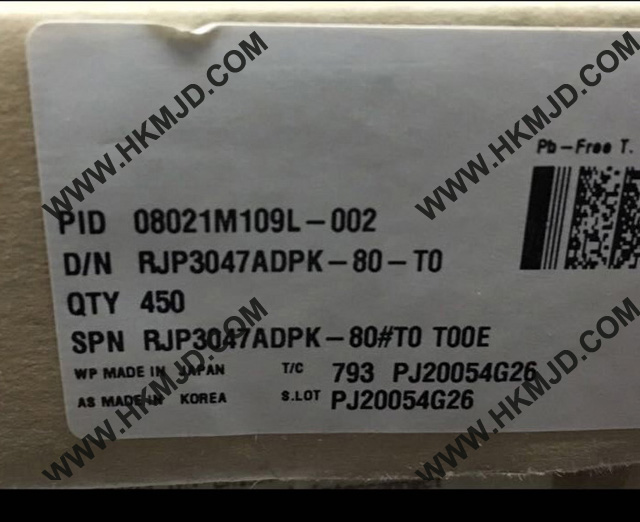 WWW.HKMJD.COM
WWW.HKMJD.COM
Pb-Free T.
PID 08021M109L-002
D/N RJP3047ADPK-80-T0
QTY 450
SPN RJP3047ADPK-80#T0 T00E
WP MADE IN JAPAN T/C 793 PJ20054G26
AS MADE IN KOREA S.LOT PJ20054G26
WWW.HKMJD.COM
WWW.HKMJD.COM